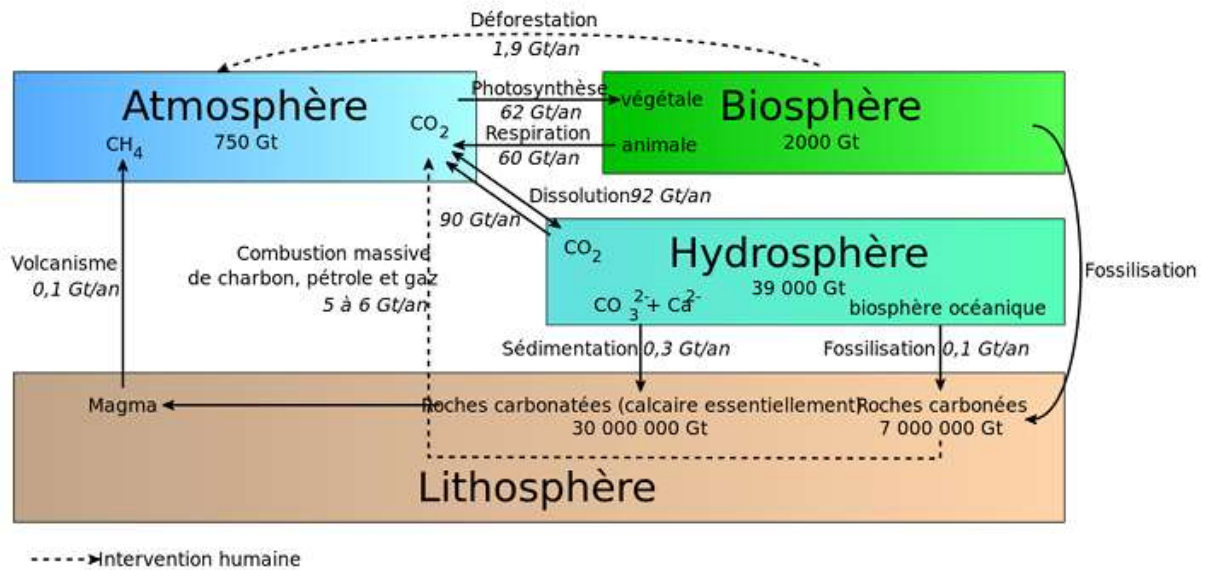 Déforestation
1,9 Gt/an
Atmosphère
750 Gt
CH4
CO2
Photosynthèse
62 Gt/an
Respiration
60 Gt/an
végétale
animale
Biosphère
2000 Gt
Dissolution 92 Gt/an
90 Gt/an
CO2
Hydrosphère
39 000 Gt
CO3 2- + Ca 2-
biosphère océanique
Volcanisme
0,1 Gt/an
Combustion massive
de charbon, pétrole et gaz
5 à 6 Gt/an
Fossilisation
Sédimentation 0,3 Gt/an
Fossilisation 0,1 Gt/an
Magma
Roches carbonatées (calcaire essentiellement)
30 000 000 Gt
Roches carbonées
7 000 000 Gt
Lithosphère
Intervention humaine